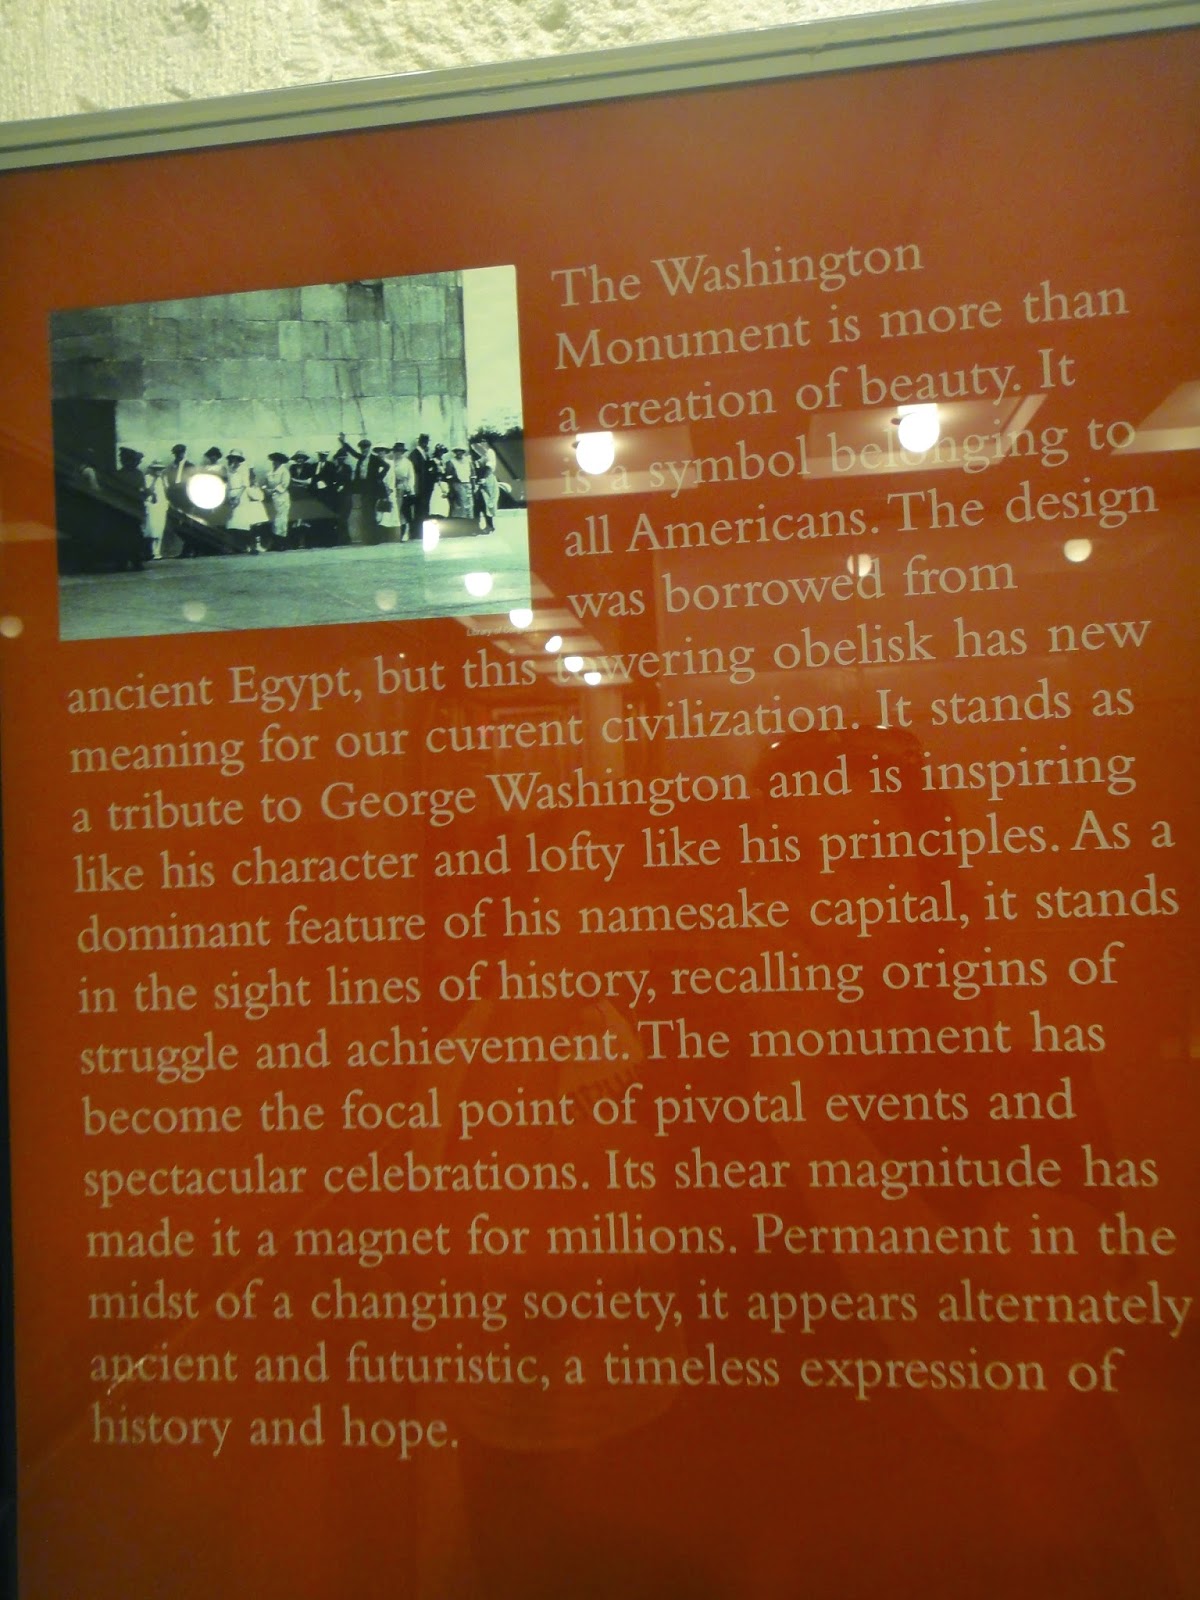 The Washington
Monument is more than
a creation of beauty. It
is a symbol belonging to
all Americans. The design
was borrowed from
ancient Egypt, but this towering obelisk has new
meaning for our current civilization. It stands as
a tribute to George Washington and is inspiring
like his character and lofty like his principles. As a
dominant feature of his namesake capital, it stands
in the sight lines of history, recalling origins of
struggle and achievement. The monument has
become the focal point of pivotal events and
spectacular celebrations. Its shear magnitude has
made it a magnet for millions. Permanent in the
midst of a changing society, it appears alternately
ancient and futuristic, a timeless expression of
history and hope.